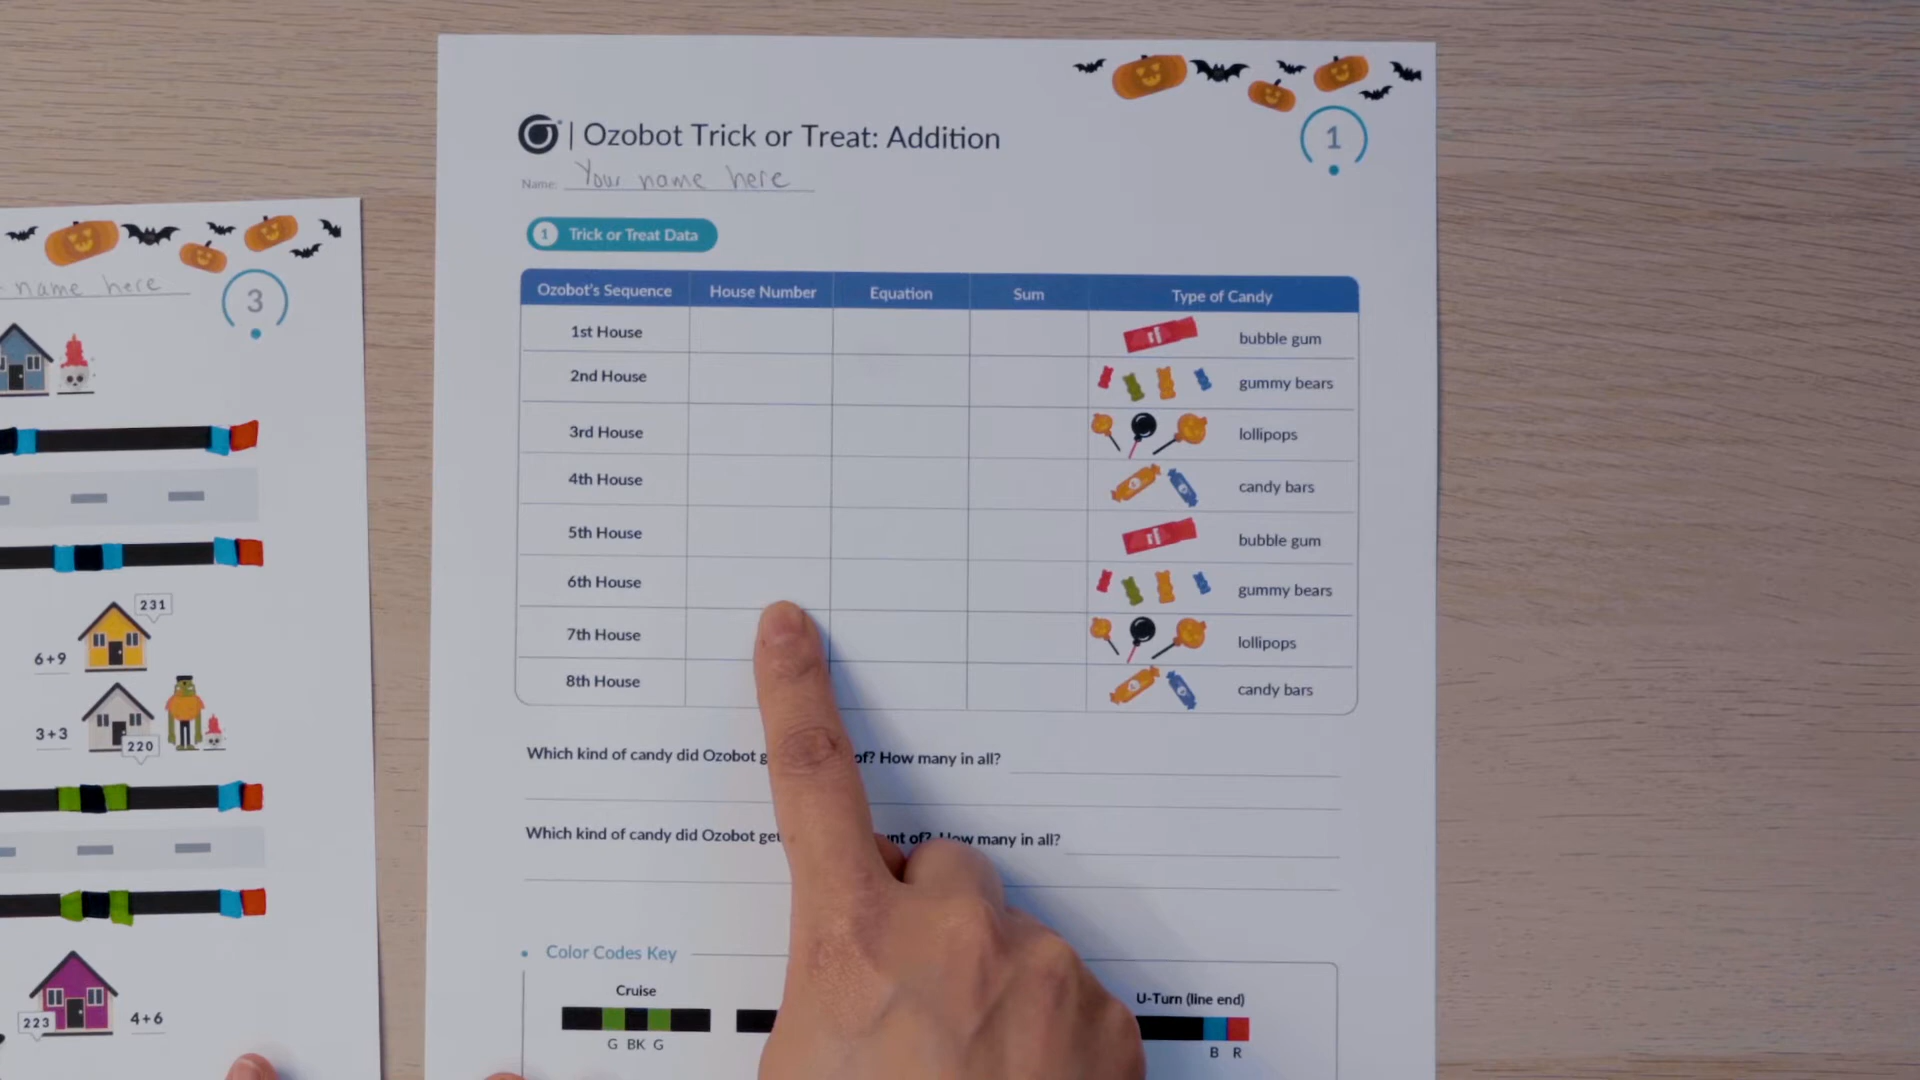 Ozobot Trick or Treat: Addition
1
Name: Your name here
1 Trick or Treat Data
Ozobot's Sequence House Number Equation Sum Type of Candy
1st House bubble gum
2nd House gummy bears
3rd House lollipops
4th House candy bars
5th House bubble gum
6th House gummy bears
7th House lollipops
8th House candy bars
Which kind of candy did Ozobot of? How many in all?
Which kind of candy did Ozobot get of? How many in all?
Color Codes Key
Cruise
G BK G
U-Turn (line end)
B R
name here
3
231
6+9
3+3
220
223
4+6